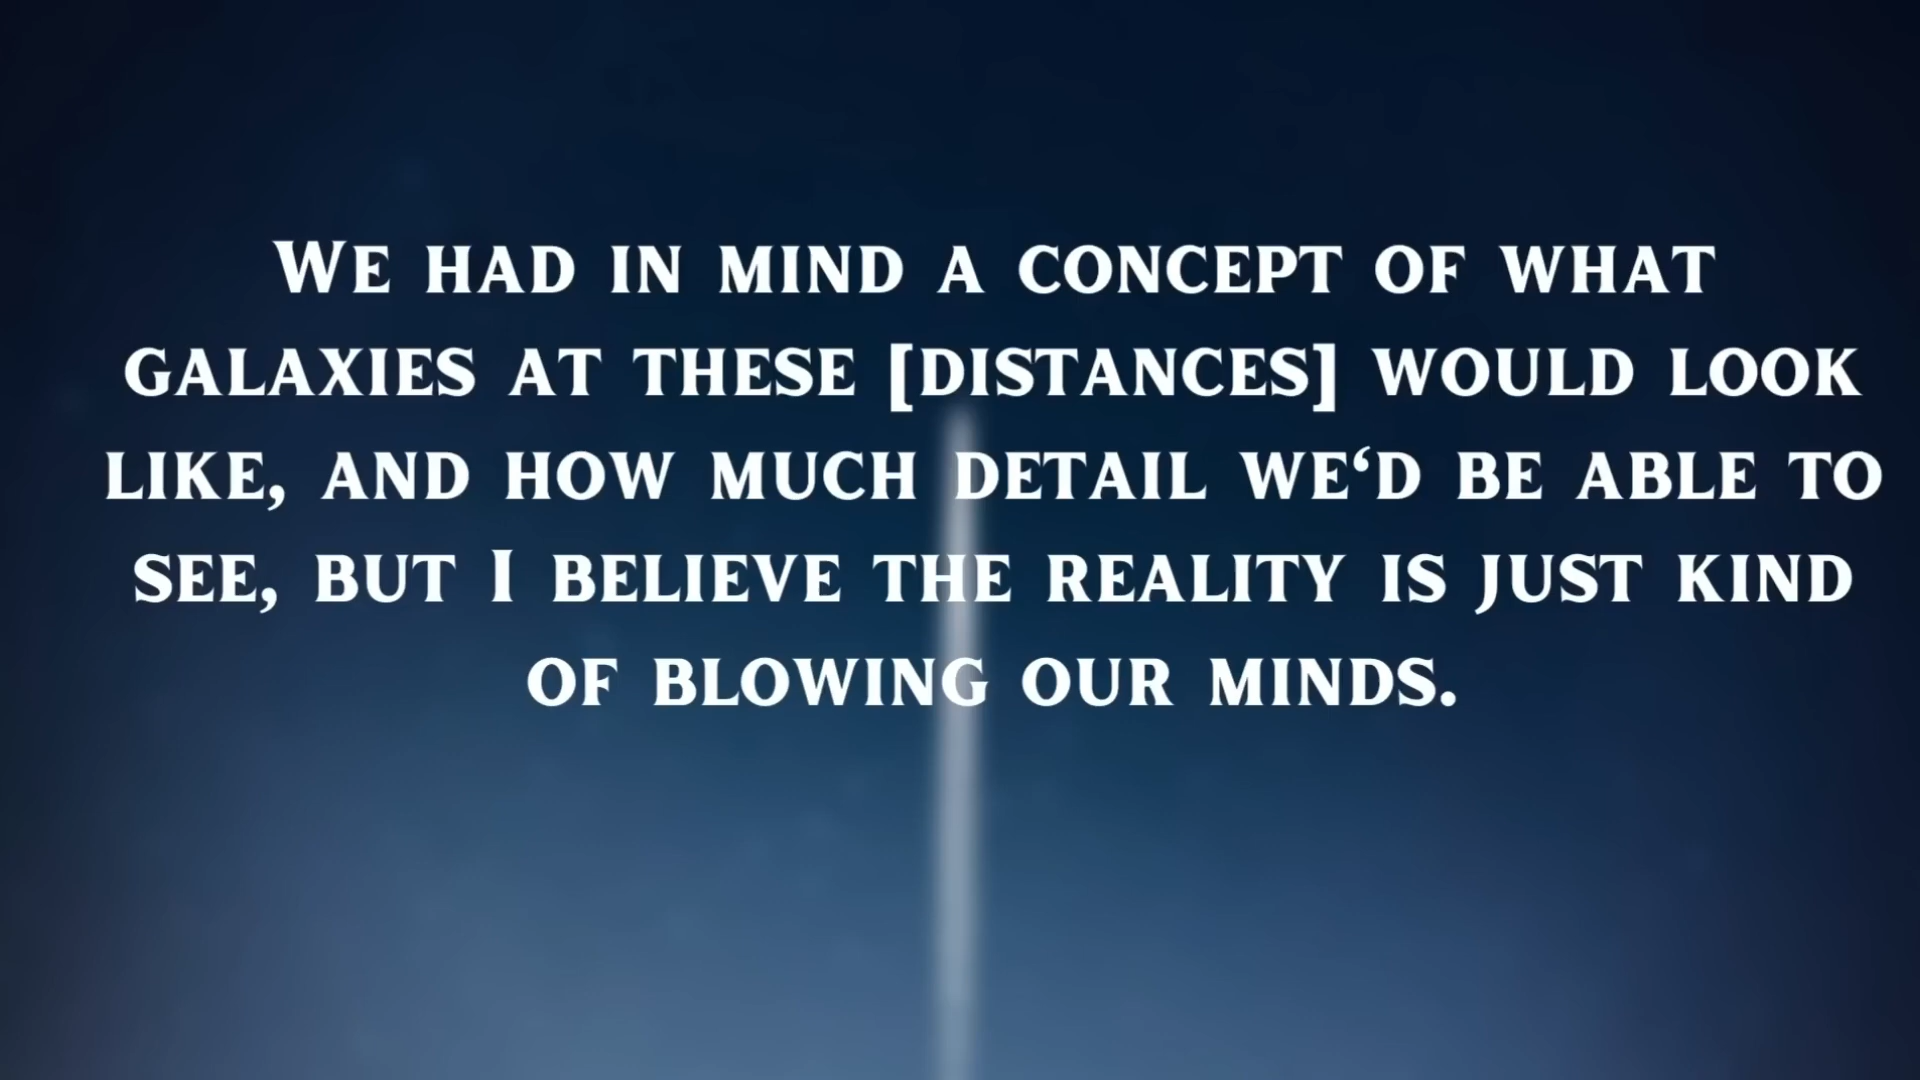 We had in mind a concept of what
galaxies at these [distances] would look
like, and how much detail we‘d be able to
see, but I believe the reality is just kind
of blowing our minds.